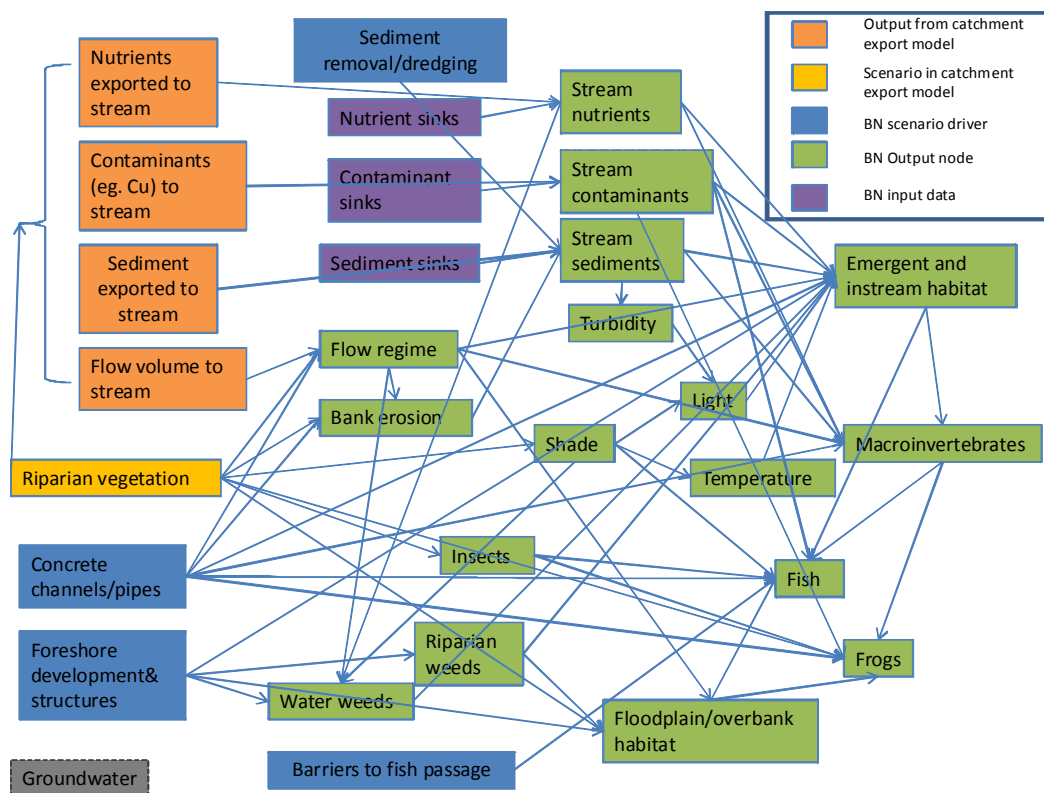 Nutrients
exported to
stream
Contaminants
(eg. Cu) to
stream
Sediment
exported to
stream
Flow volume to
stream
Riparian vegetation
Concrete
channels/pipes
Foreshore
development&
structures
Groundwater
Sediment
removal/dredging
Nutrient sinks
Contaminant
sinks
Sediment sinks
Flow regime
Bank erosion
Shade
Insects
Riparian
weeds
Water weeds
Barriers to fish passage
Stream
nutrients
Stream
contaminants
Stream
sediments
Turbidity
Light
Temperature
Floodplain/overbank
habitat
Emergent and
instream habitat
Macroinvertebrates
Fish
Frogs
Output from catchment
export model
Scenario in catchment
export model
BN scenario driver
BN Output node
BN input data